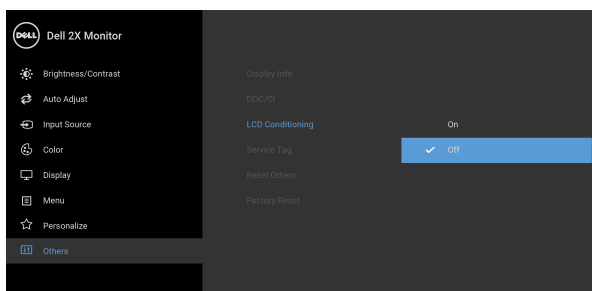 DELL Dell 2X Monitor
Brightness/Contrast
Auto Adjust
Input Source
Color
Display
Menu
Personalize
Others
Display Info
DDC/CI
LCD Conditioning
Service Tag
Reset Others
Factory Reset
On
Off